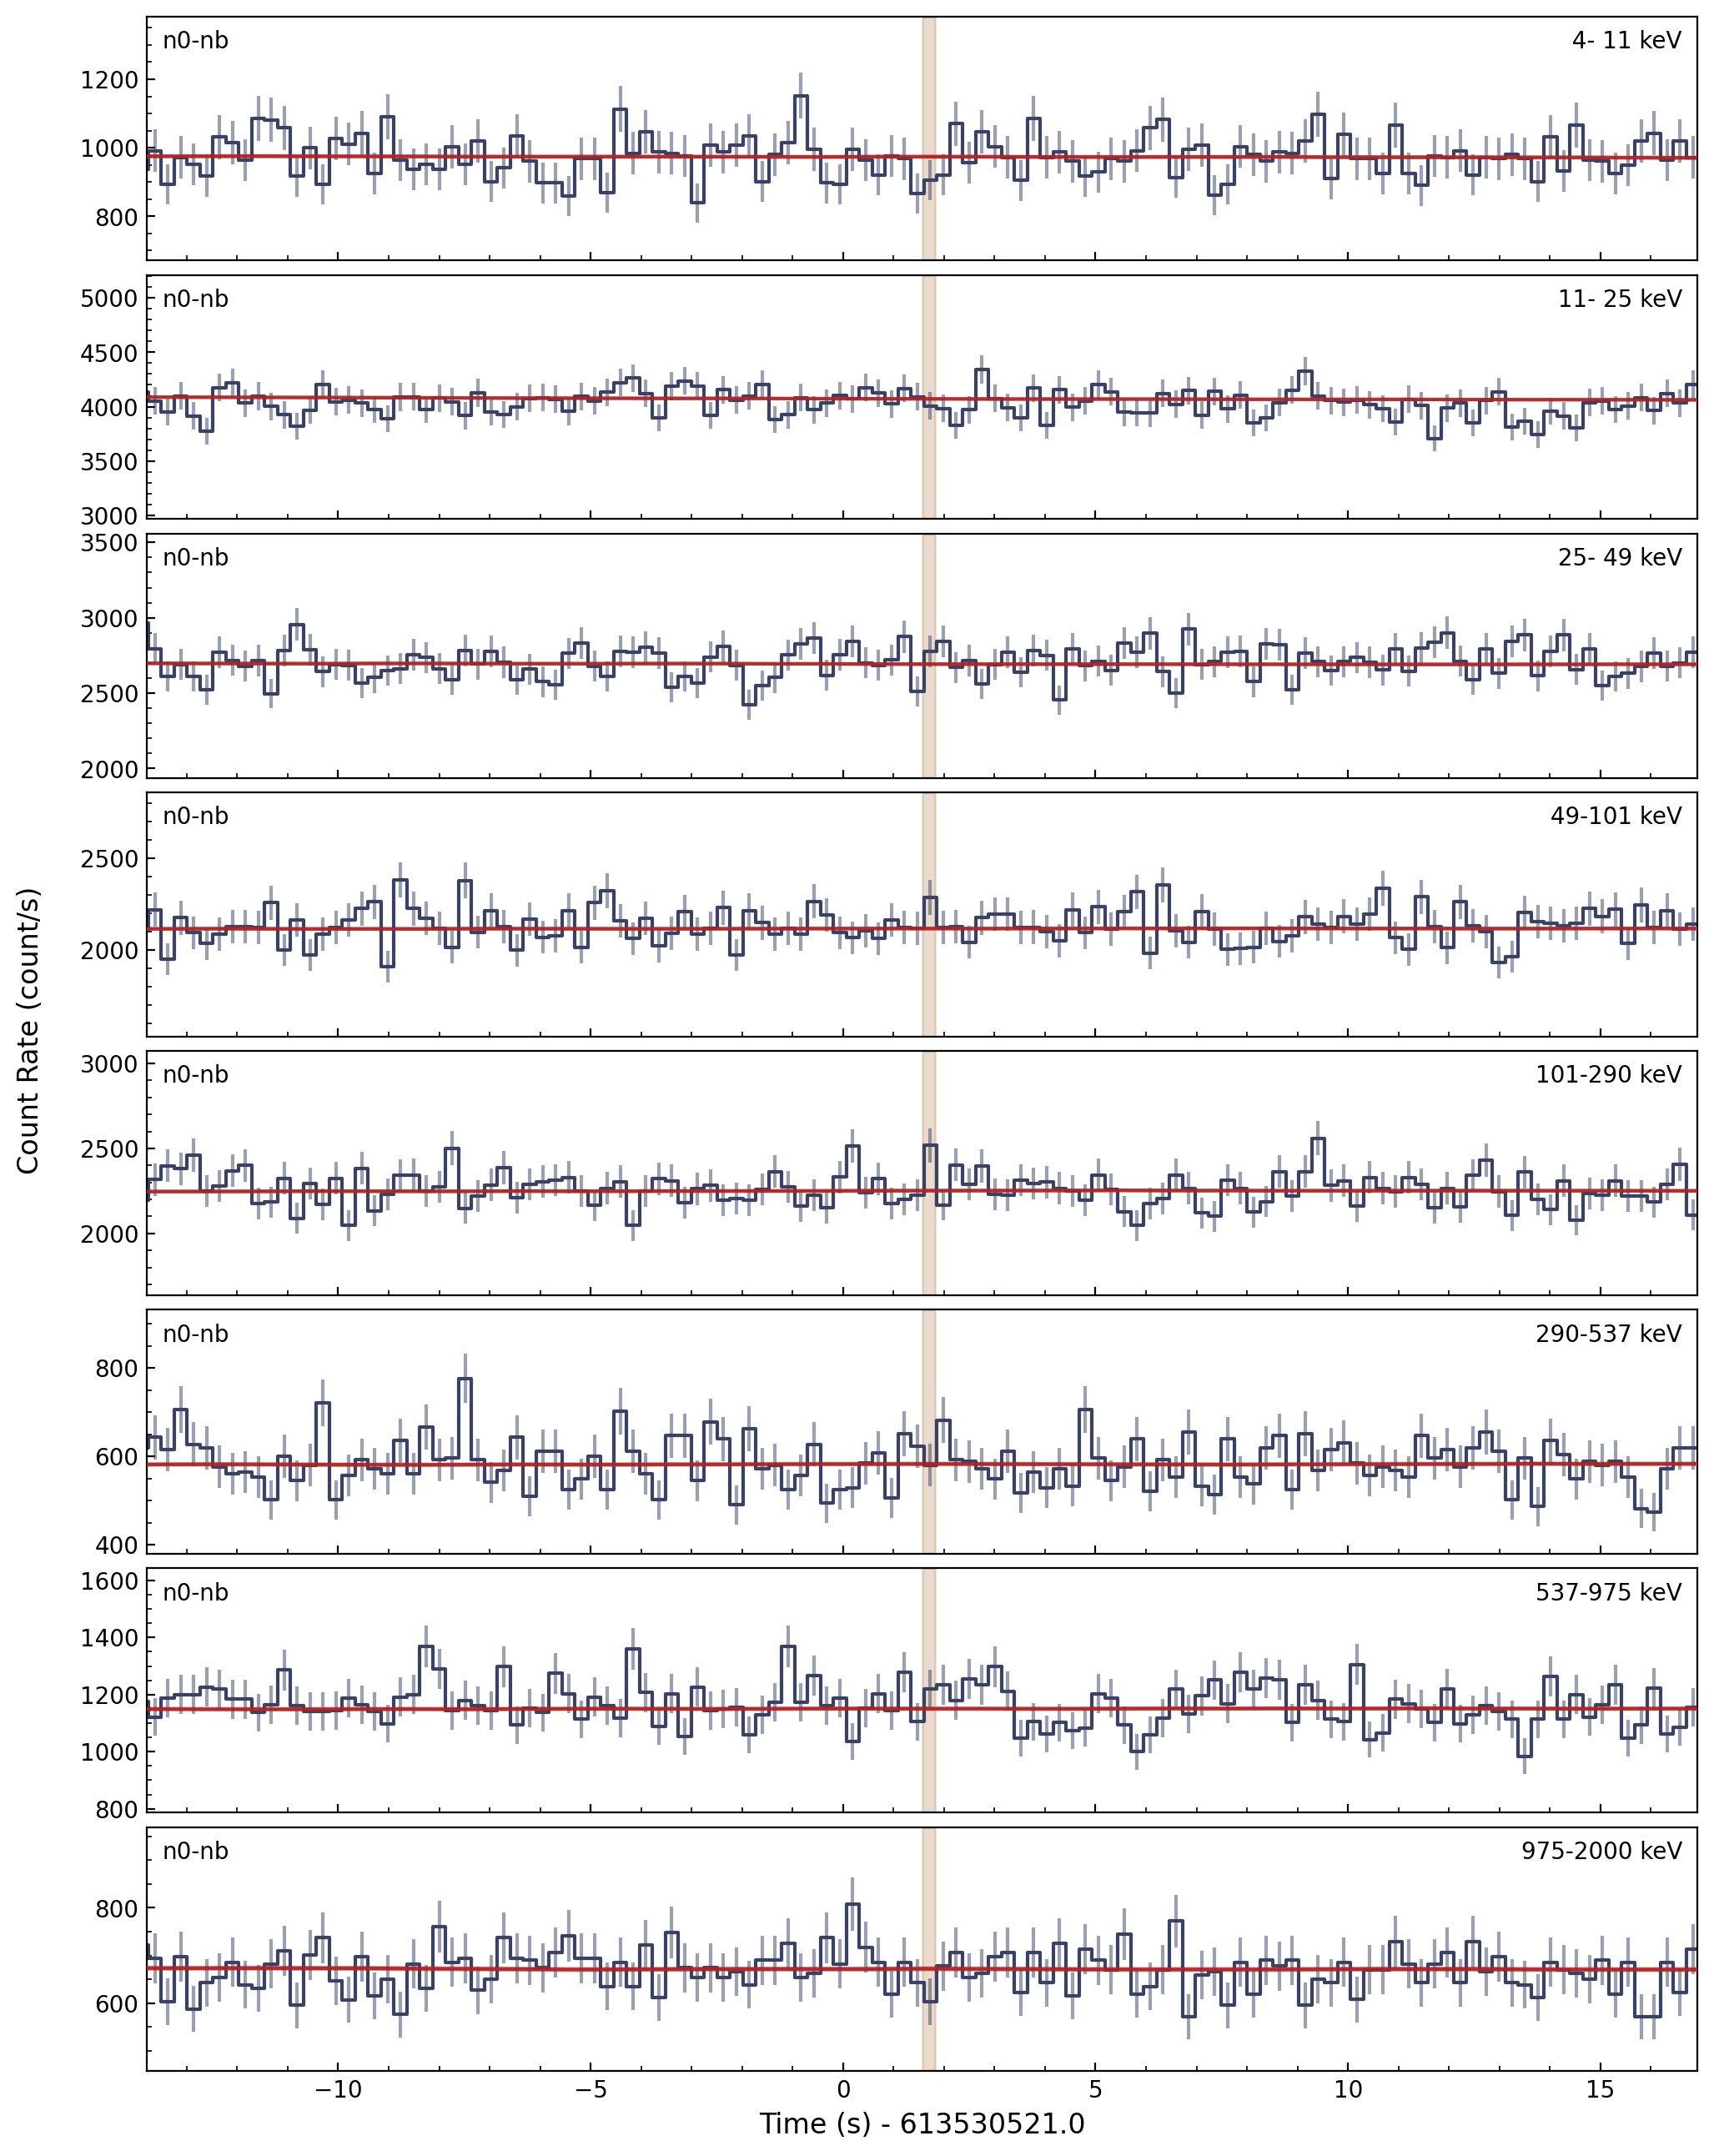 n0-nb 4- 11 keV
1200
1000
800
n0-nb 11- 25 keV
5000
4500
4000
3500
3000
n0-nb 25- 49 keV
3500
3000
2500
2000
n0-nb 49-101 keV
2500
2000
n0-nb 101-290 keV
3000
2500
2000
n0-nb 290-537 keV
800
600
400
n0-nb 537-975 keV
1600
1400
1200
1000
800
n0-nb 975-2000 keV
800
600
−10 −5 0 5 10 15
Time (s) - 613530521.0
Count Rate (count/s)